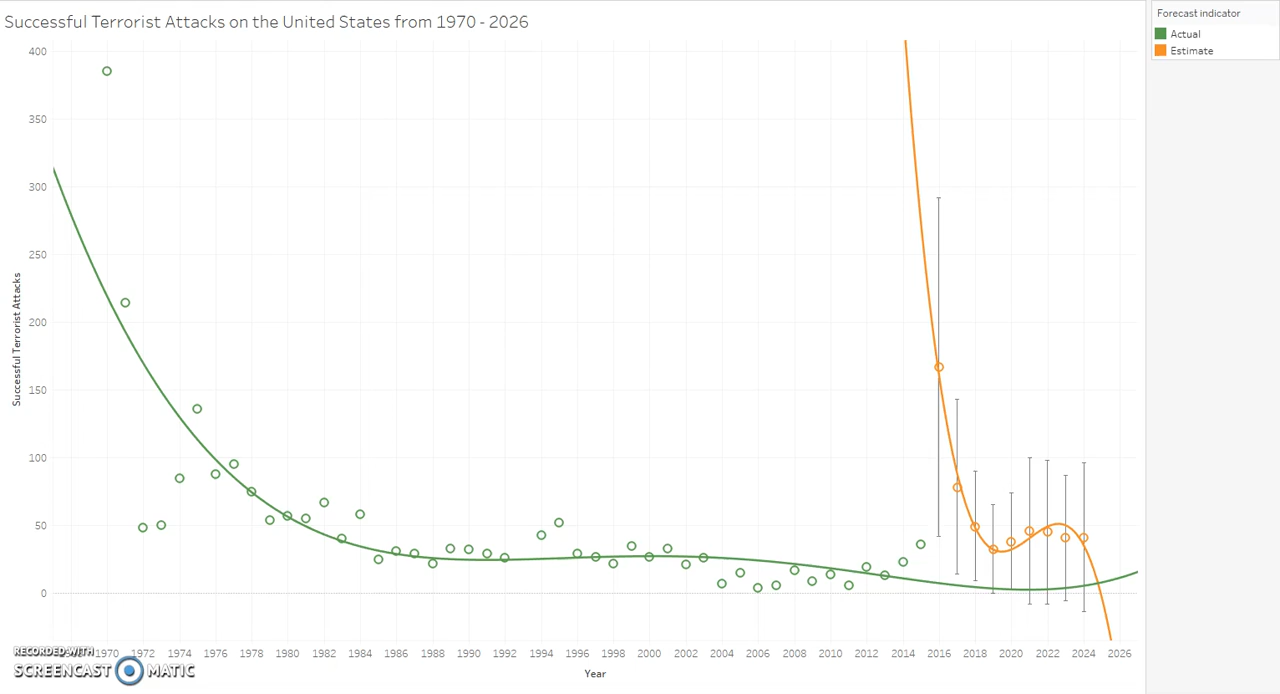 Successful Terrorist Attacks on the United States from 1970 - 2026
Forecast indicator
Actual
Estimate
400
350
300
250
200
150
100
50
0
Successful Terrorist Attacks
1970 1972 1974 1976 1978 1980 1982 1984 1986 1988 1990 1992 1994 1996 1998 2000 2002 2004 2006 2008 2010 2012 2014 2016 2018 2020 2022 2024 2026
Year
RECORDED WITH
SCREENCAST MATIC